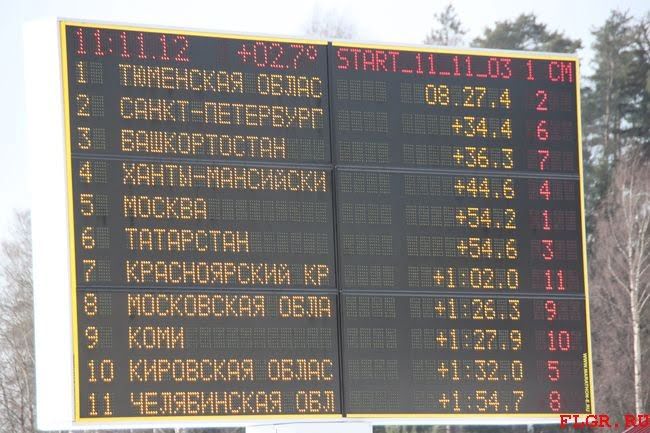 11:11.12 +02.7° START_11_11_03 1 СМ
1 ТЮМЕНСКАЯ ОБЛАС 08.27.4 2
2 САНКТ-ПЕТЕРБУРГ +34.4 6
3 БАШКОРТОСТАН +36.3 7
4 ХАНТЫ-МАНСИЙСКИ +44.6 4
5 МОСКВА +54.2 1
6 ТАТАРСТАН +54.6 3
7 КРАСНОЯРСКИЙ КР +1:02.0 11
8 МОСКОВСКАЯ ОБЛА +1:26.3 9
9 КОМИ +1:27.9 10
10 КИРОВСКАЯ ОБЛАС +1:32.0 5
11 ЧЕЛЯБИНСКАЯ ОБЛ +1:54.7 8
FLGR.RU